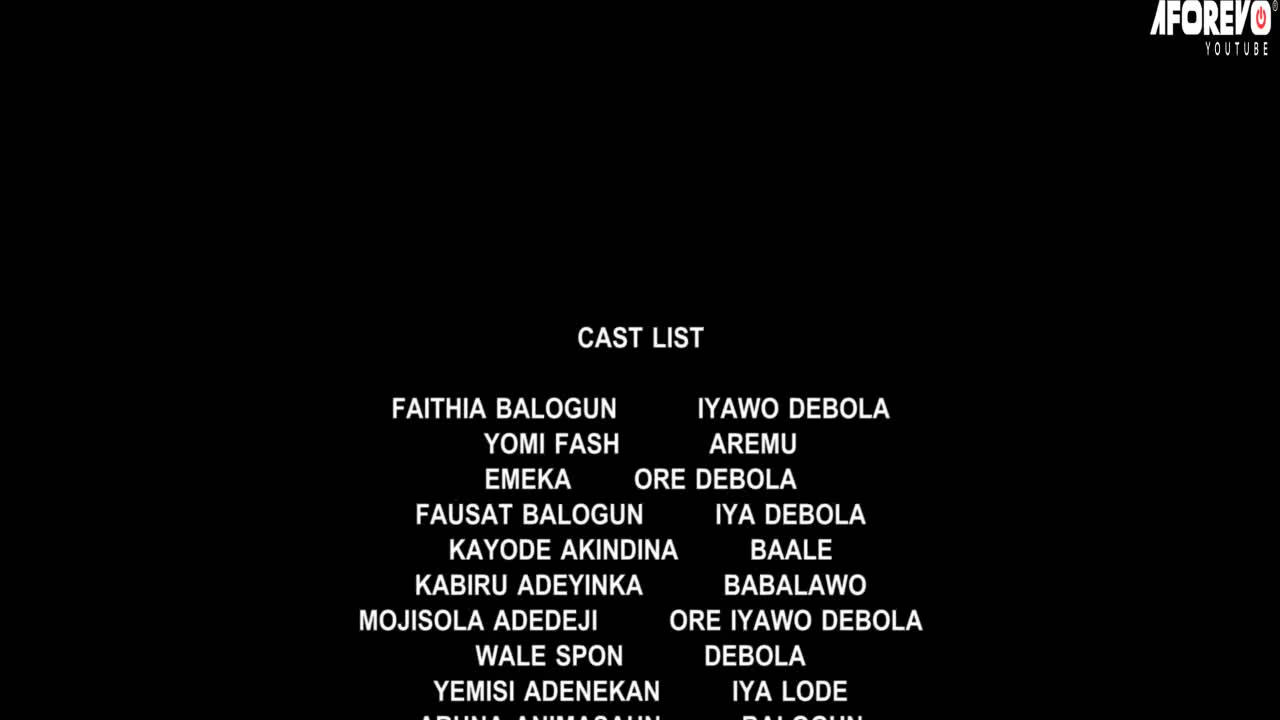 AFOREVO
YOUTUBE
CAST LIST
FAITHIA BALOGUN IYAWO DEBOLA
YOMI FASH AREMU
EMEKA ORE DEBOLA
FAUSAT BALOGUN IYA DEBOLA
KAYODE AKINDINA BAALE
KABIRU ADEYINKA BABALAWO
MOJISOLA ADEDEJI ORE IYAWO DEBOLA
WALE SPON DEBOLA
YEMISI ADENEKAN IYA LODE
BALOGUN